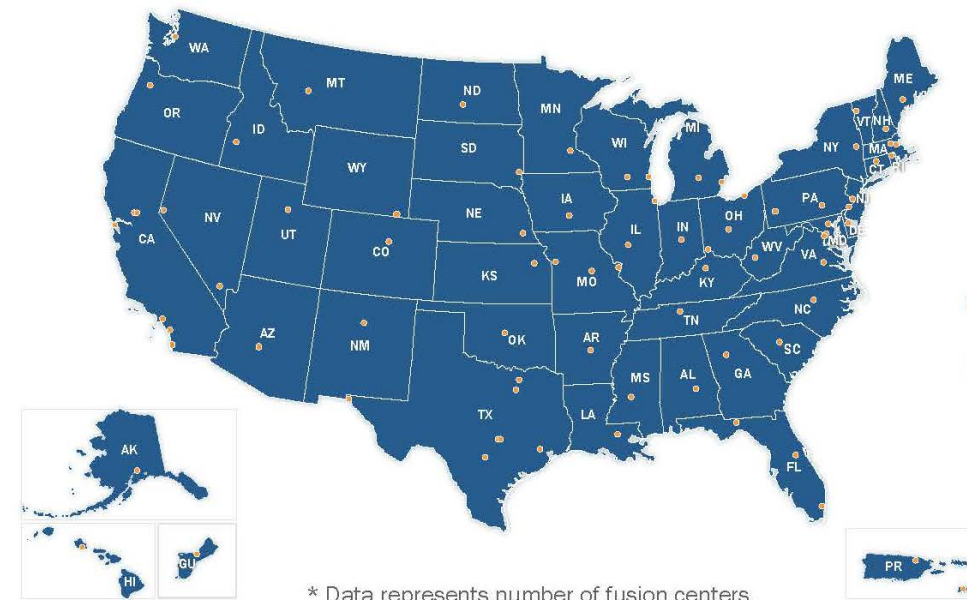 WA
MT
ND
MN
ME
OR
ID
SD
WI
MI
VT
NH
NY
MA
CT
RI
WY
IA
NE
PA
NJ
NV
UT
CO
CA
IL
IN
OH
DE
MD
WV
VA
KS
MO
KY
AZ
NM
OK
AR
TN
NC
SC
MS
AL
GA
TX
LA
FL
AK
HI
GU
PR
* Data represents number of fusion centers